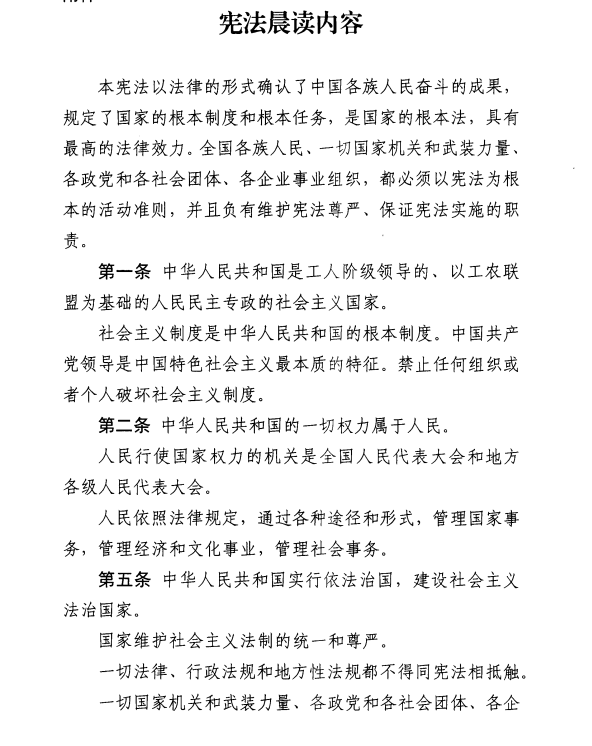 宪法晨读内容
本宪法以法律的形式确认了中国各族人民奋斗的成果，
规定了国家的根本制度和根本任务，是国家的根本法，具有
最高的法律效力。全国各族人民、一切国家机关和武装力量、
各政党和各社会团体、各企业事业组织，都必须以宪法为根
本的活动准则，并且负有维护宪法尊严、保证宪法实施的职
责。
第一条 中华人民共和国是工人阶级领导的、以工农联
盟为基础的人民民主专政的社会主义国家。
社会主义制度是中华人民共和国的根本制度。中国共产
党领导是中国特色社会主义最本质的特征。禁止任何组织或
者个人破坏社会主义制度。
第二条 中华人民共和国的一切权力属于人民。
人民行使国家权力的机关是全国人民代表大会和地方
各级人民代表大会。
人民依照法律规定，通过各种途径和形式，管理国家事
务，管理经济和文化事业，管理社会事务。
第五条 中华人民共和国实行依法治国，建设社会主义
法治国家。
国家维护社会主义法制的统一和尊严。
一切法律、行政法规和地方性法规都不得同宪法相抵触。
一切国家机关和武装力量、各政党和各社会团体、各企